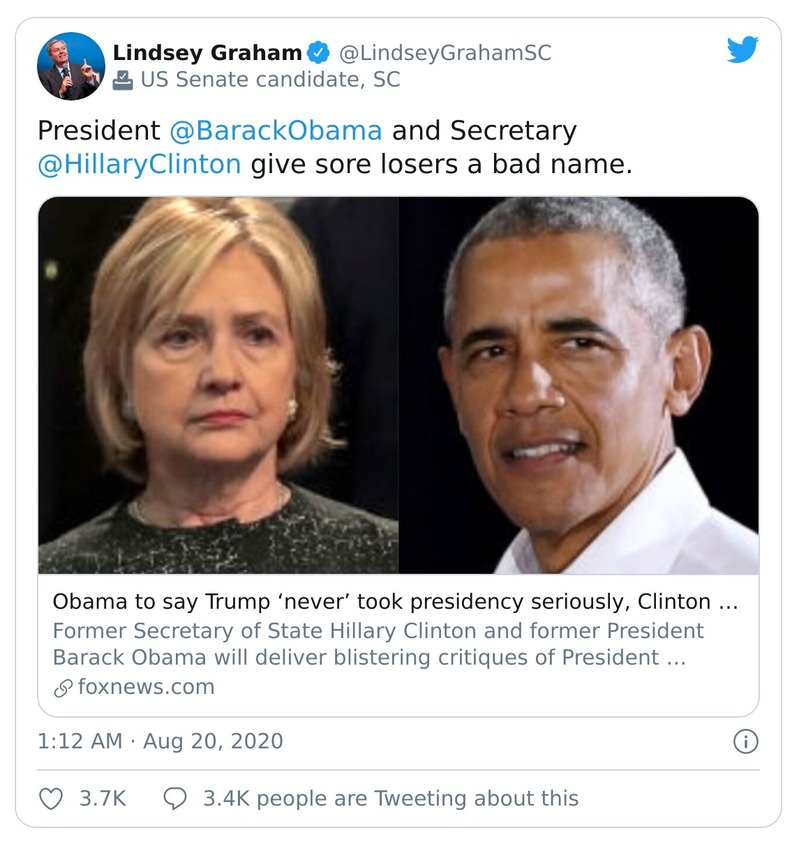 Lindsey Graham @LindseyGrahamSC
US Senate candidate, SC
President @BarackObama and Secretary
@HillaryClinton give sore losers a bad name.
Obama to say Trump ‘never’ took presidency seriously, Clinton ...
Former Secretary of State Hillary Clinton and former President
Barack Obama will deliver blistering critiques of President ...
foxnews.com
1:12 AM · Aug 20, 2020
3.7K 3.4K people are Tweeting about this